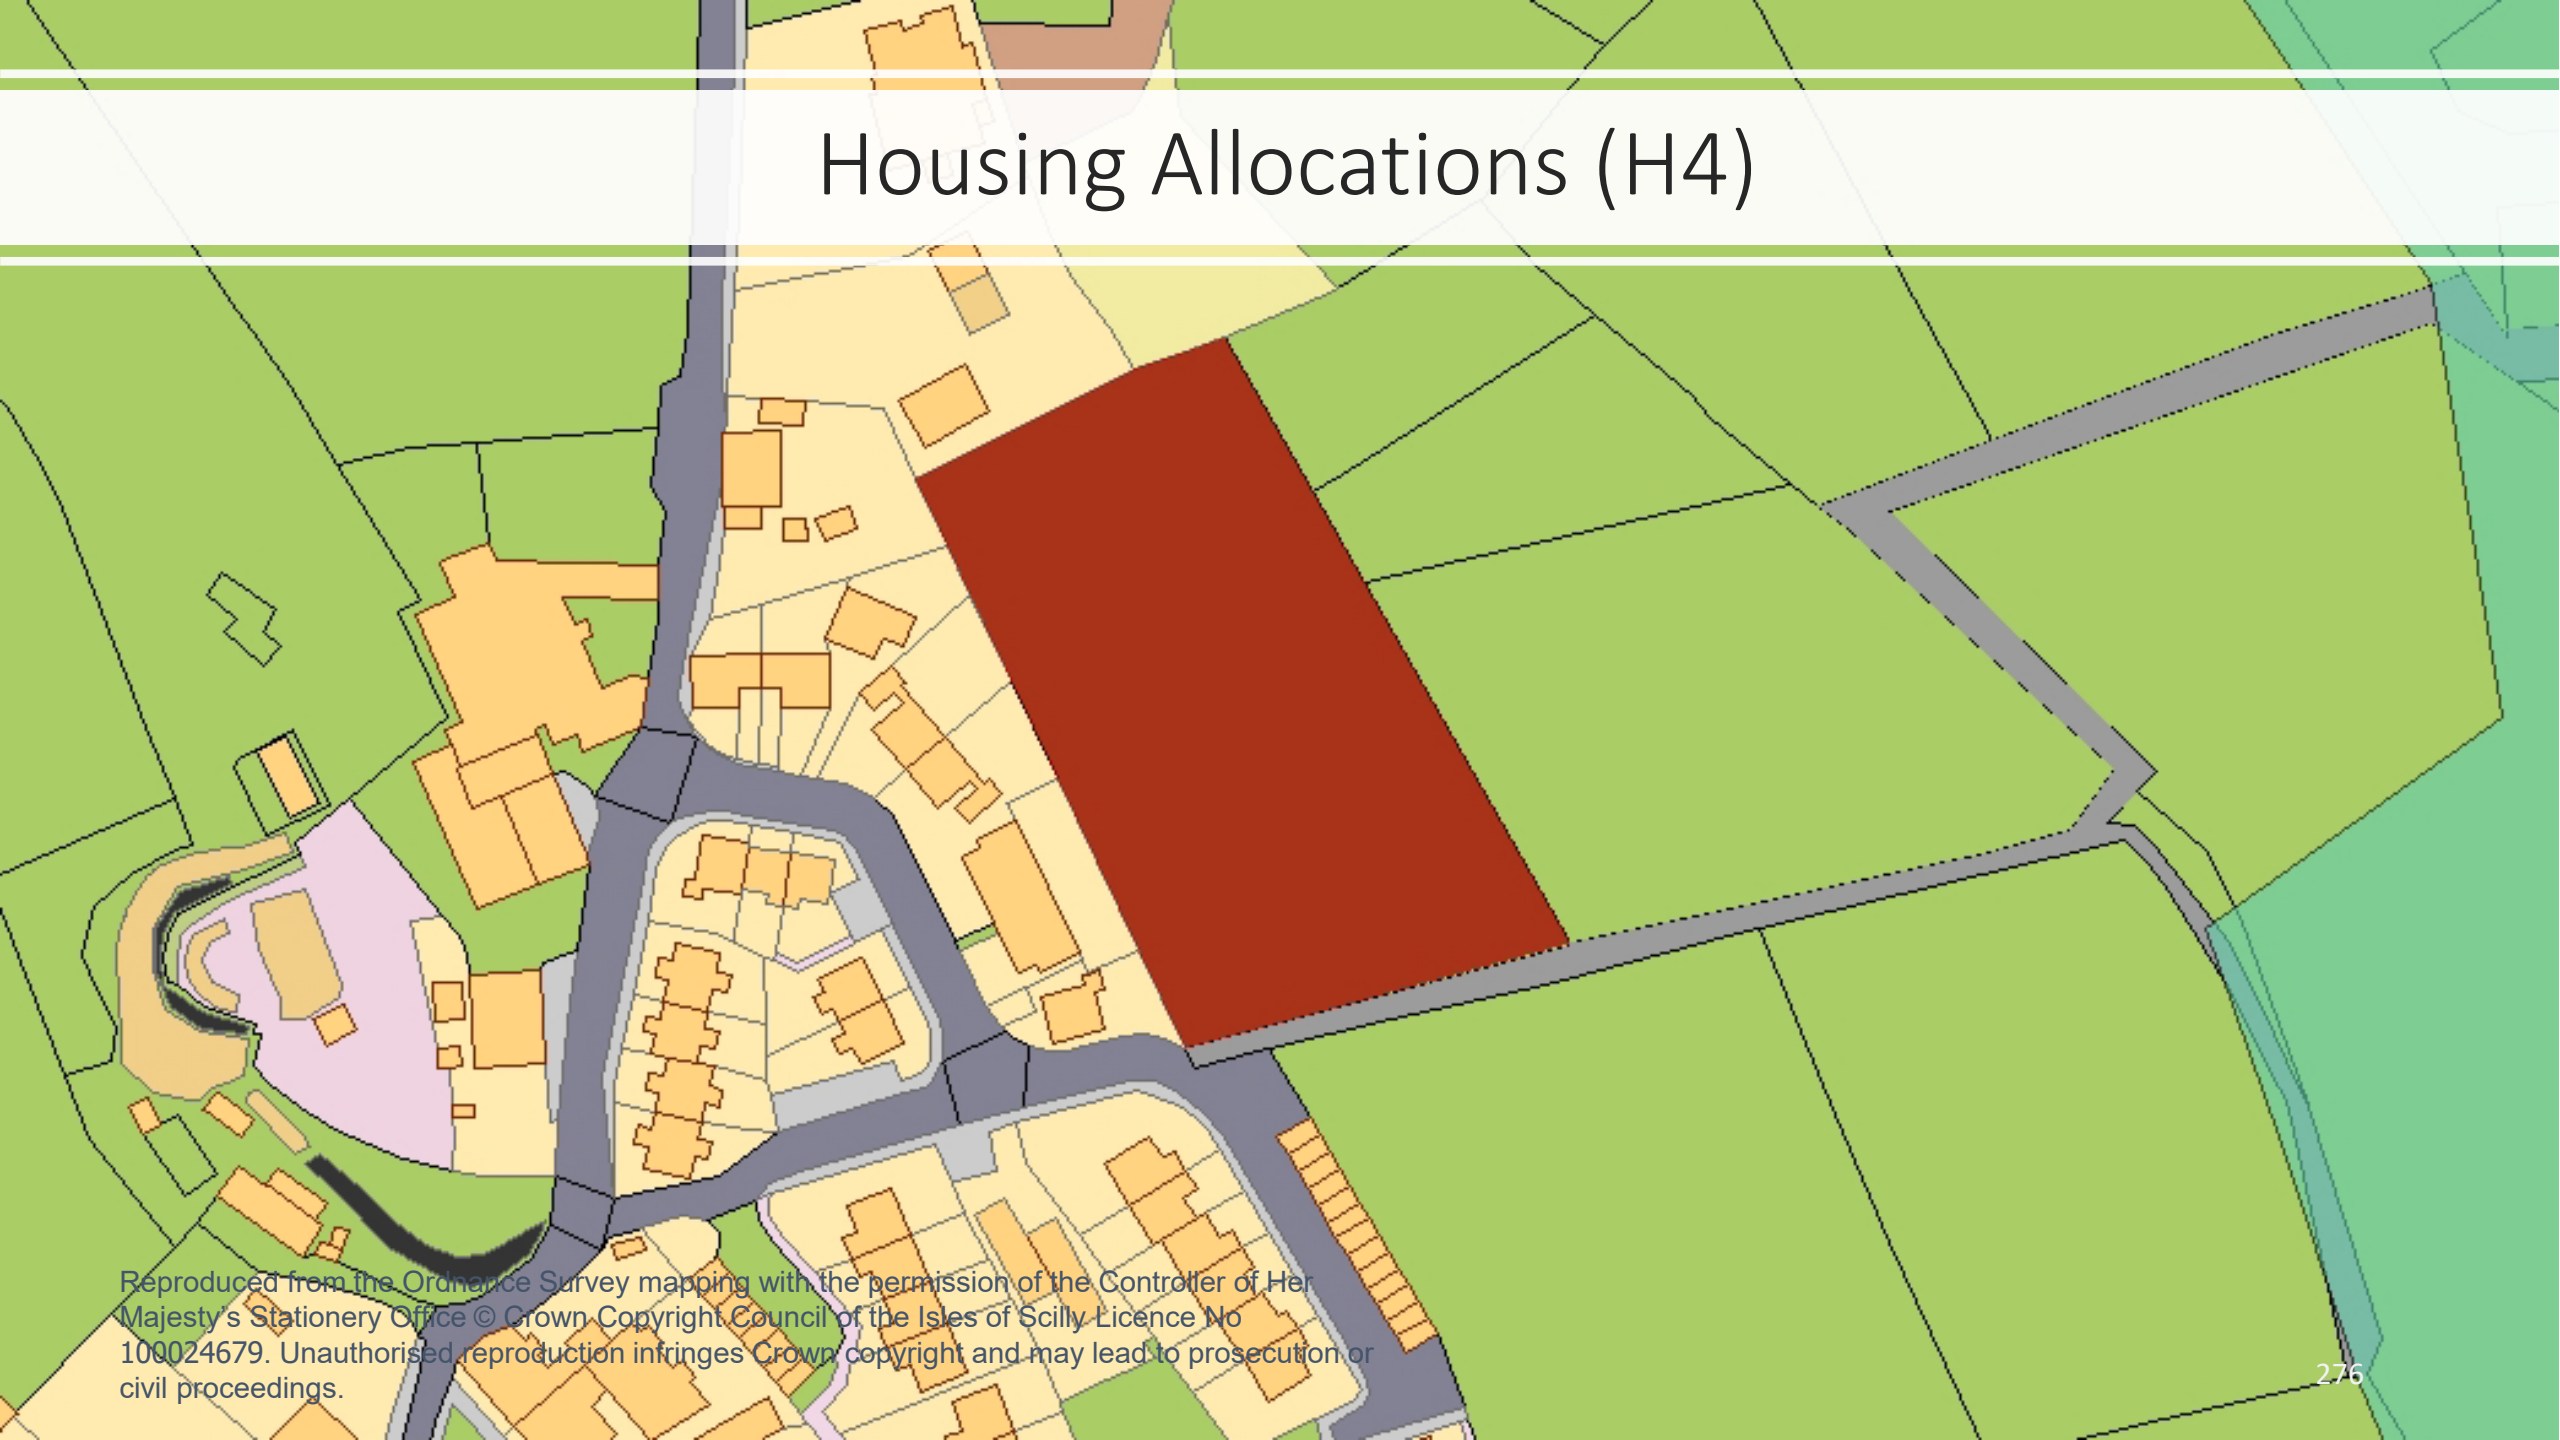 Housing Allocations (H4)
Reproduced from the Ordnance Survey mapping with the permission of the Controller of Her
Majesty's Stationery Office © Crown Copyright Council of the Isles of Scilly Licence No
100024679. Unauthorised reproduction infringes Crown copyright and may lead to prosecution or
civil proceedings.
276